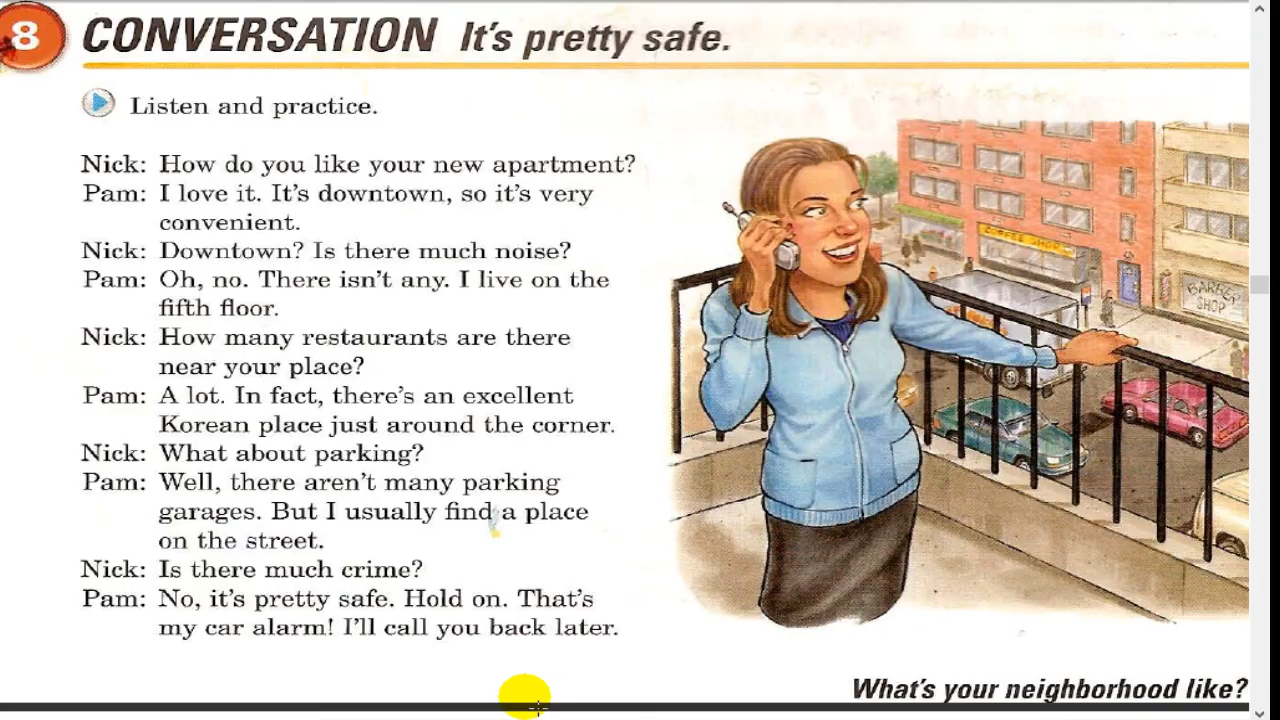 8 CONVERSATION It's pretty safe.
Listen and practice.
Nick: How do you like your new apartment?
Pam: I love it. It's downtown, so it's very
convenient.
Nick: Downtown? Is there much noise?
Pam: Oh, no. There isn't any. I live on the
fifth floor.
Nick: How many restaurants are there
near your place?
Pam: A lot. In fact, there's an excellent
Korean place just around the corner.
Nick: What about parking?
Pam: Well, there aren't many parking
garages. But I usually find a place
on the street.
Nick: Is there much crime?
Pam: No, it's pretty safe. Hold on. That's
my car alarm! I'll call you back later.
COFFEE SHOP
BARBER
SHOP
What's your neighborhood like?